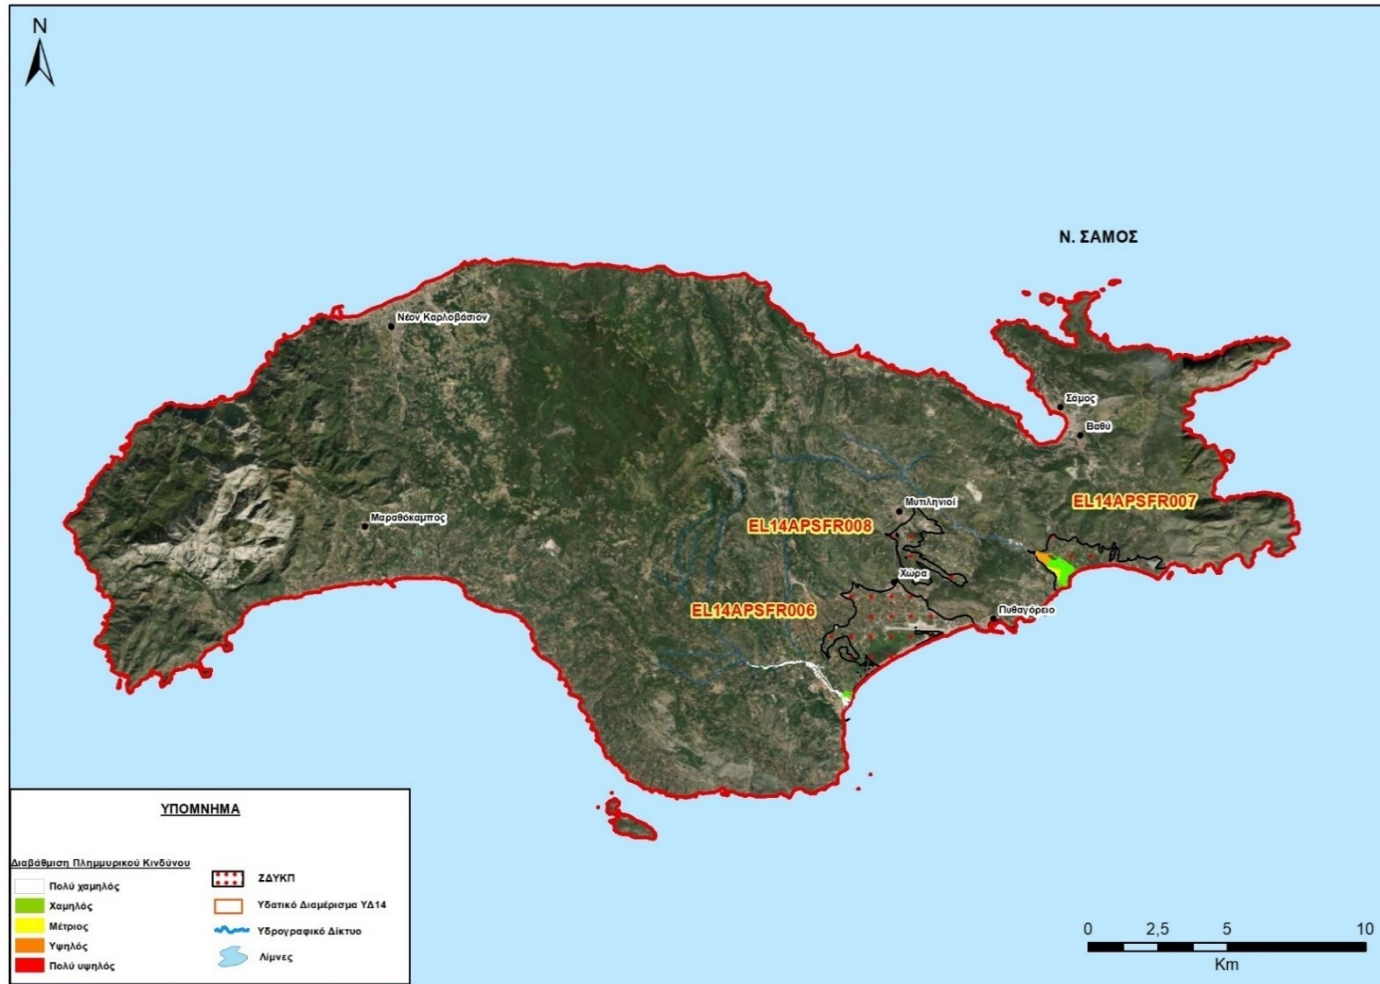 N
Ν. ΣΑΜΟΣ
Νέον Καρλοβάσιον
Σάμος
Βαθύ
Μυτιληνιοί
EL14APSFR007
Μαραθόκαμπος
EL14APSFR008
Χώρα
EL14APSFR006
Πυθαγόρειο
ΥΠΟΜΝΗΜΑ
Διαβάθμιση Πλημμυρικού Κινδύνου
Πολύ χαμηλός
Χαμηλός
Μέτριος
Υψηλός
Πολύ υψηλός
ΖΔΥΚΠ
Υδατικό Διαμέρισμα ΥΔ14
Υδρογραφικό Δίκτυο
Λίμνες
0 2,5 5 10
Km